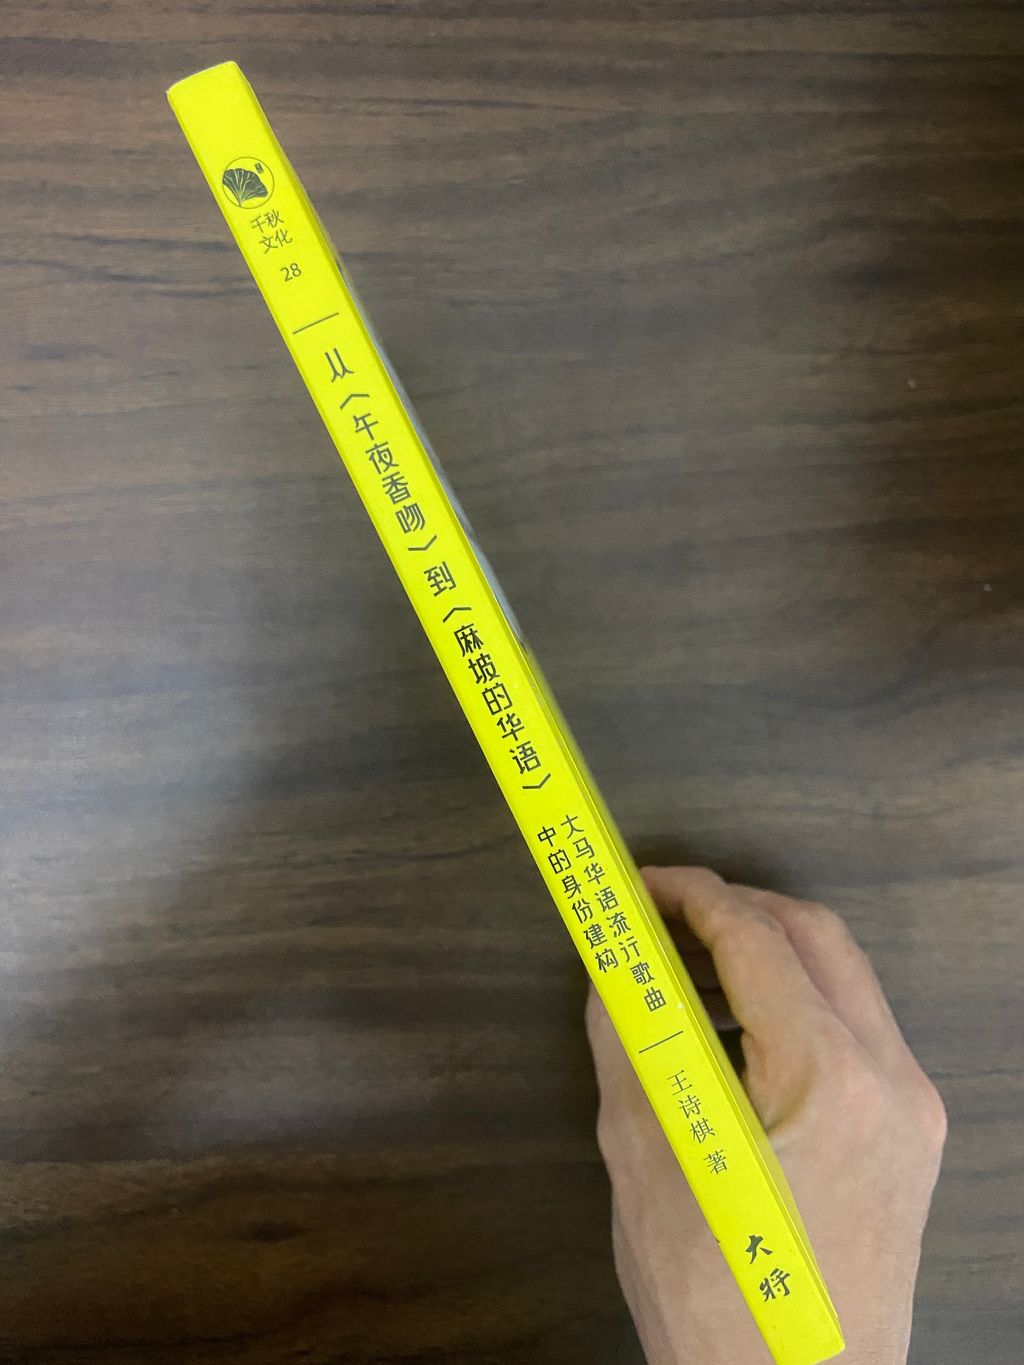 千秋
文化
28
从《午夜香吻》到《麻坡的华语》
大马华语流行歌曲
中的身份建构
王诗棋 著
大将